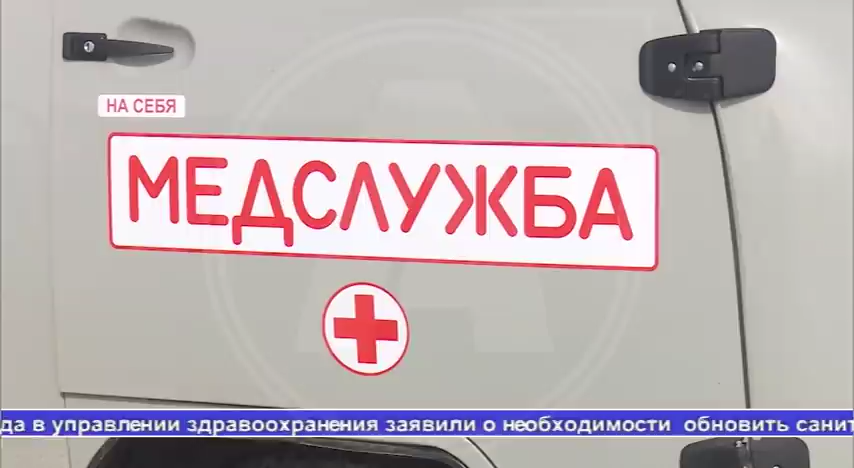 НА СЕБЯ
МЕДСЛУЖБА
да в управлении здравоохранения заявили о необходимости обновить санит